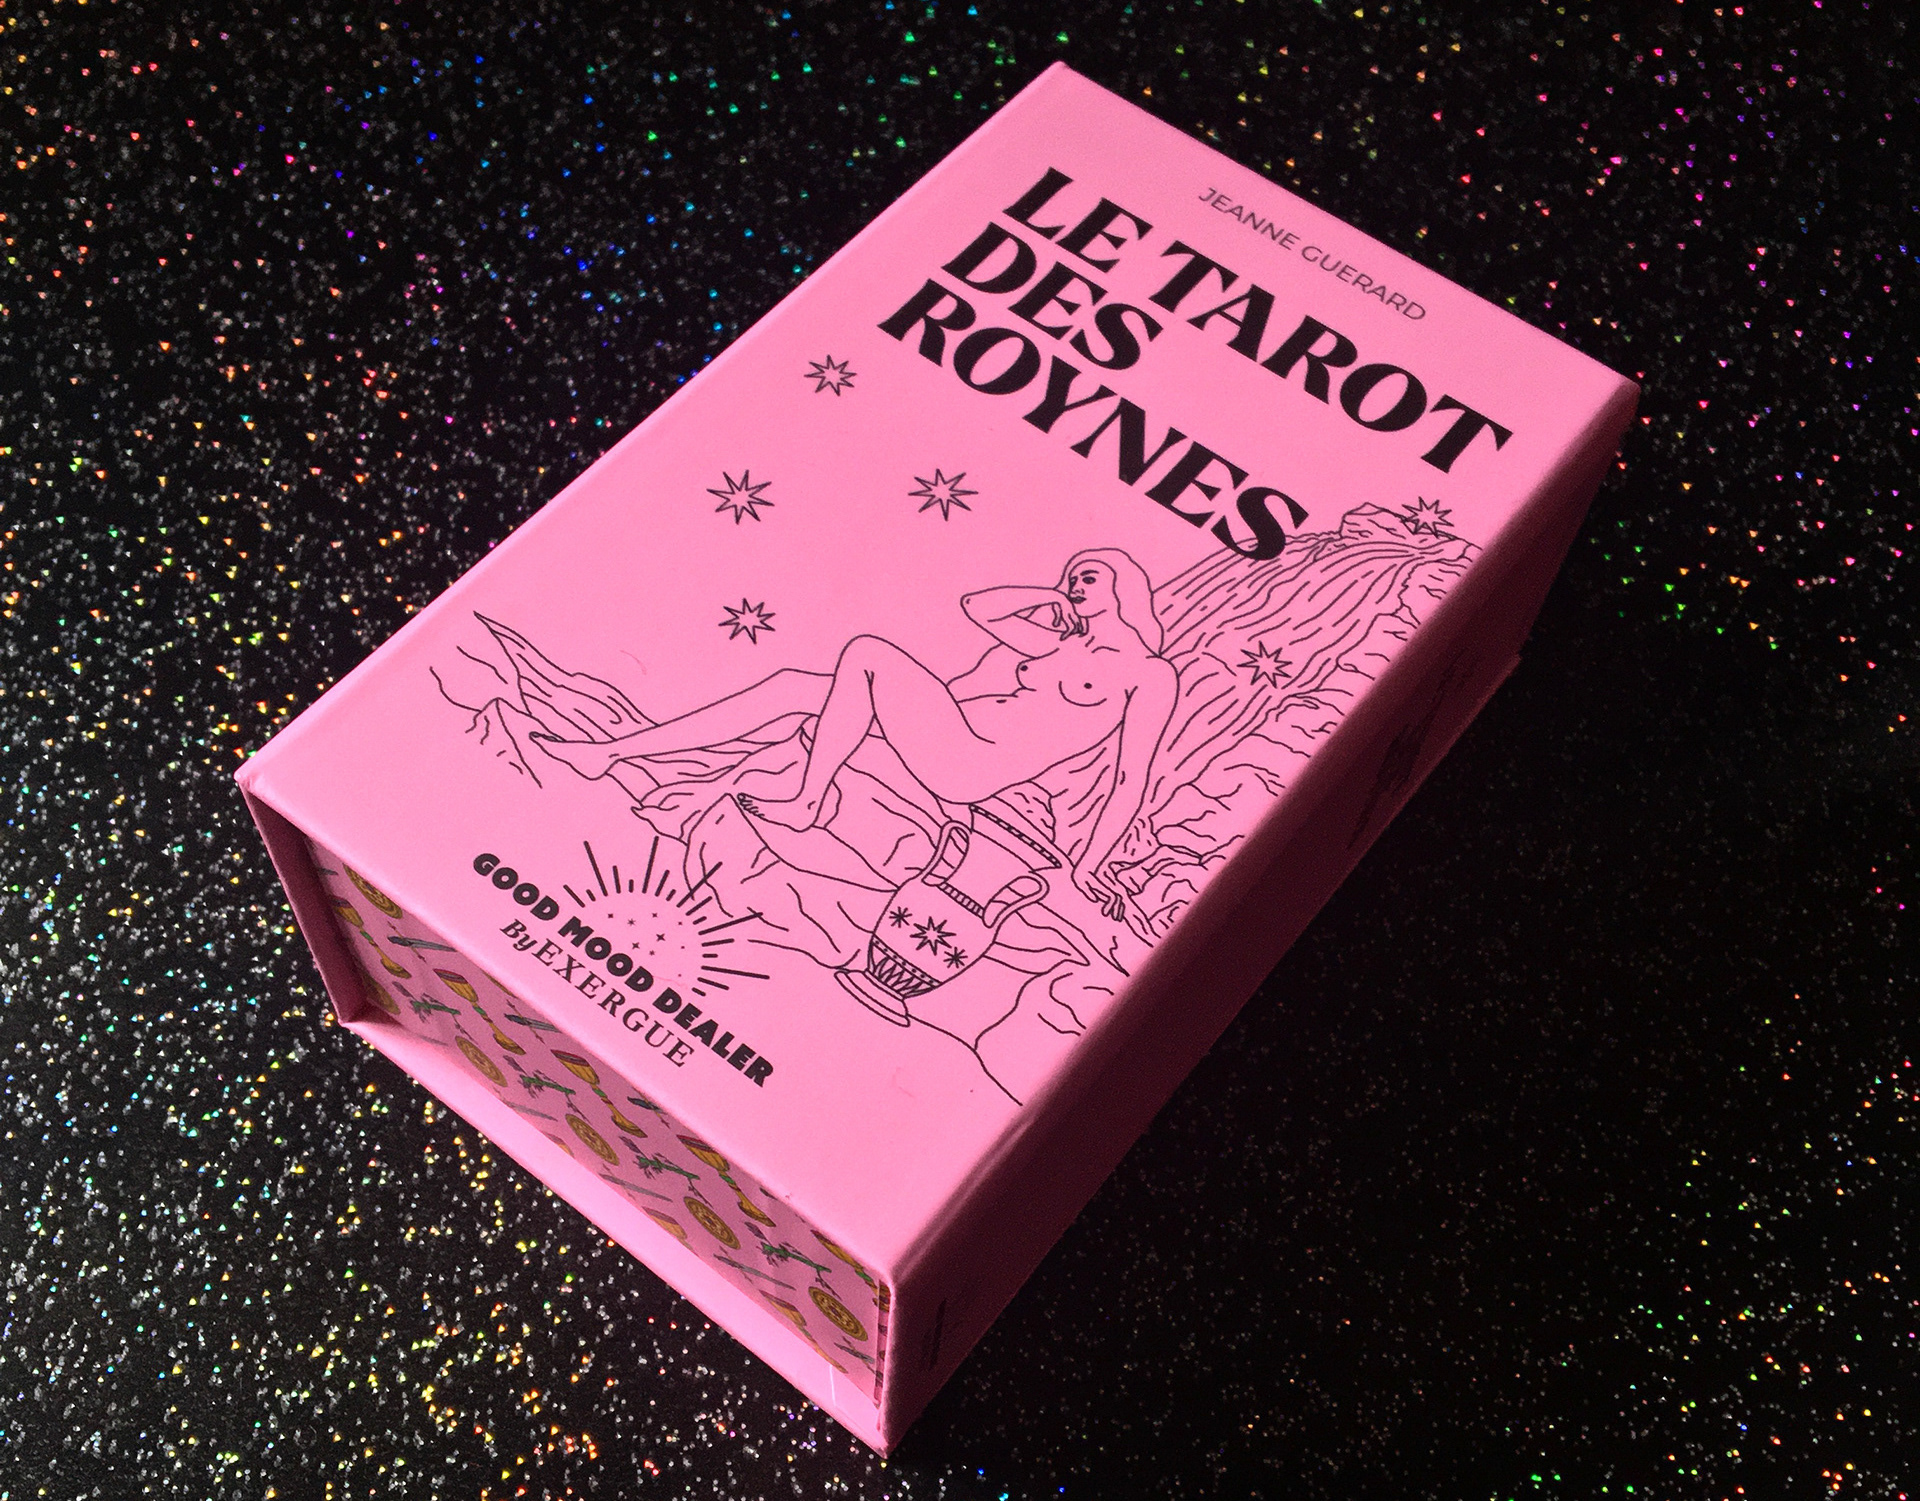 JEANNE GUERARD
LE TAROT
DES
ROYNES
GOOD MOOD DEALER
By EXERGUE